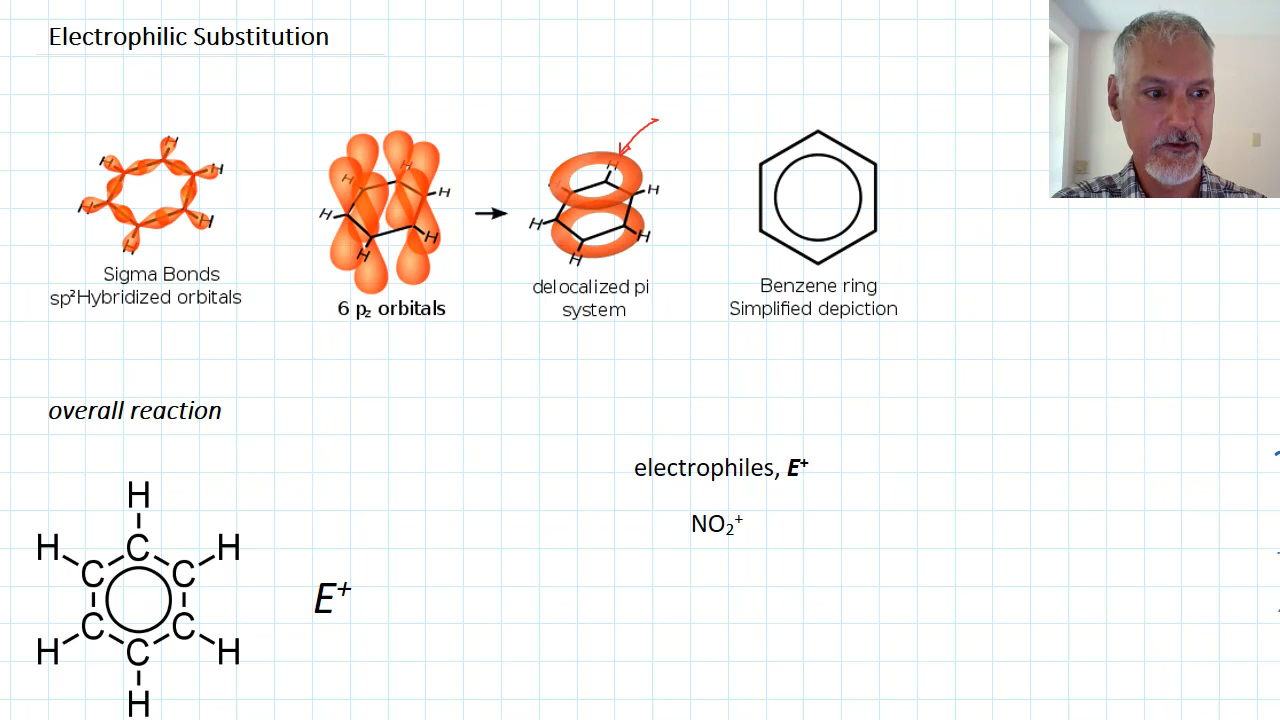 Electrophilic Substitution
H
H
H
H
H
H
Sigma Bonds
sp²Hybridized orbitals
H
H
H
H
H
H
6 pz orbitals
H
H
H
H
H
delocalized pi
system
Benzene ring
Simplified depiction
overall reaction
electrophiles, E⁺
NO₂⁺
H
H C H
C C
E⁺
C C
H C H
H